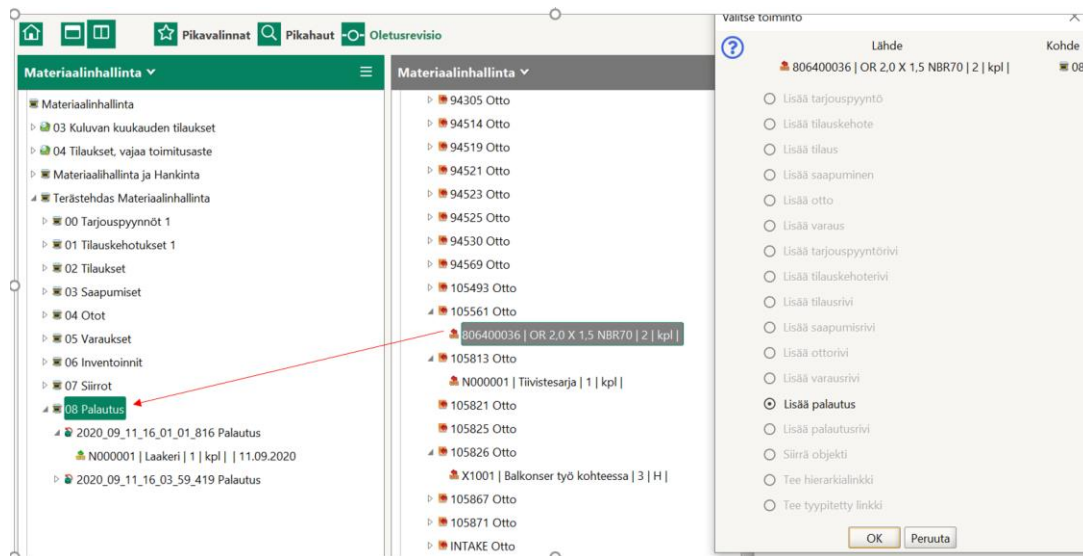 Pikavalinnat Pikahaut Oletusrevisio
Materiaalinhallinta
Materiaalinhallinta
03 Kuluvan kuukauden tilaukset
04 Tilaukset, vajaa toimitusaste
Materiaalihallinta ja Hankinta
Terästehdas Materiaalinhallinta
00 Tarjouspyynnöt 1
01 Tilauskehotukset 1
02 Tilaukset
03 Saapumiset
04 Otot
05 Varaukset
06 Inventoinnit
07 Siirrot
08 Palautus
2020_09_11_16_01_01_816 Palautus
N000001 | Laakeri | 1 | kpl | | 11.09.2020
2020_09_11_16_03_59_419 Palautus
Materiaalinhallinta
94305 Otto
94514 Otto
94519 Otto
94521 Otto
94523 Otto
94525 Otto
94530 Otto
94569 Otto
105493 Otto
105561 Otto
806400036 | OR 2,0 X 1,5 NBR70 | 2 | kpl |
105813 Otto
N000001 | Tiivistesarja | 1 | kpl |
105821 Otto
105825 Otto
105826 Otto
X1001 | Balkonser työ kohteessa | 3 | H |
105867 Otto
105871 Otto
INTAKE Otto
Valitse toiminto
Lähde Kohde
806400036 | OR 2,0 X 1,5 NBR70 | 2 | kpl | 08
Lisää tarjouspyyntö
Lisää tilauskehote
Lisää tilaus
Lisää saapuminen
Lisää otto
Lisää varaus
Lisää tarjouspyyntörivi
Lisää tilauskehoterivi
Lisää tilausrivi
Lisää saapumisrivi
Lisää ottorivi
Lisää varausrivi
Lisää palautus
Lisää palautusrivi
Siirrä objekti
Tee hierarkialinkki
Tee tyypitetty linkki
OK Peruuta